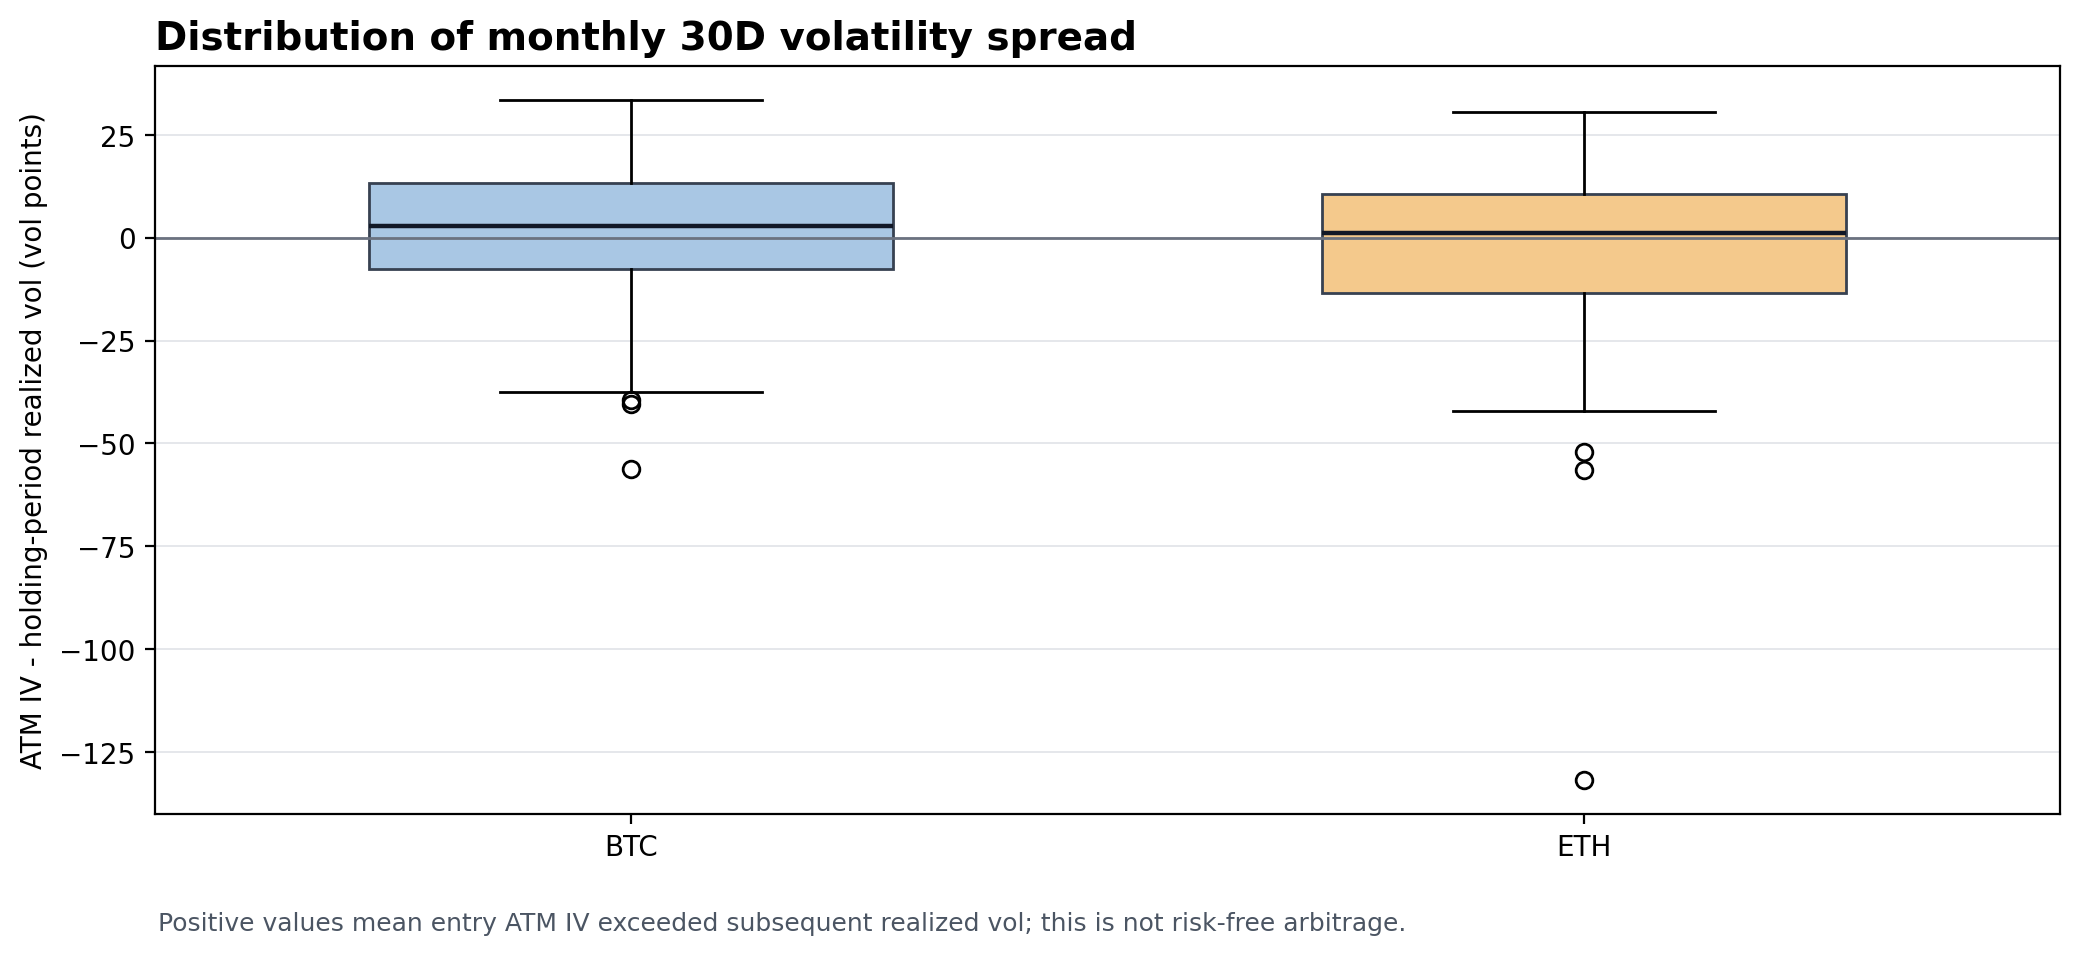 Distribution of monthly 30D volatility spread
ATM IV - holding-period realized vol (vol points)
25
0
−25
−50
−75
−100
−125
BTC
ETH
Positive values mean entry ATM IV exceeded subsequent realized vol; this is not risk-free arbitrage.